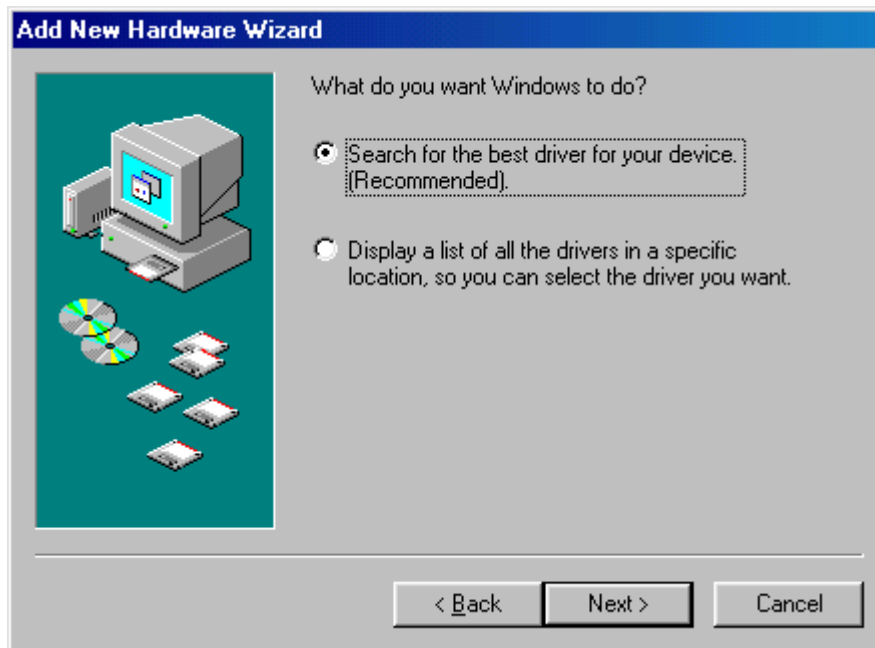 Add New Hardware Wizard
What do you want Windows to do?
Search for the best driver for your device.
(Recommended).
Display a list of all the drivers in a specific
location, so you can select the driver you want.
< Back
Next >
Cancel